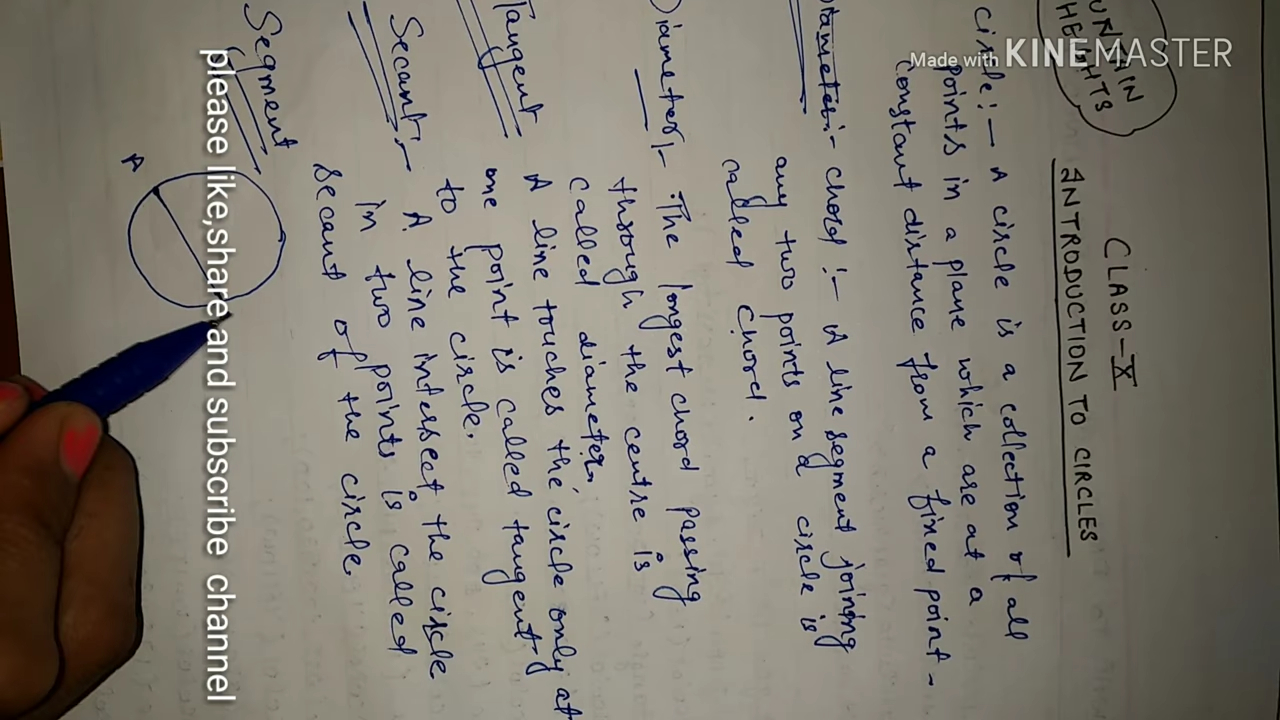 Made with KINEMASTER
HEIGHTS
CLASS-X
INTRODUCTION TO CIRCLES
Circle:- A circle is a collection of all
points in a plane which are at a
constant distance from a fixed point-
Diameter:- chord :- A line segment joining
any two points on a circle is
called chord.
Diameter:- The longest chord passing
through the centre is
called diameter.
Tangent A line touches the circle only at
one point is called tangent
to the circle.
Secant:- A line intersect the circle
in two points is called
secant of the circle.
Segment
A
please like,share and subscribe channel